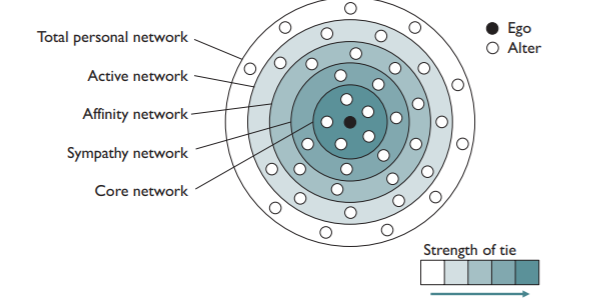 Total personal network
Active network
Affinity network
Sympathy network
Core network
Ego
Alter
Strength of tie